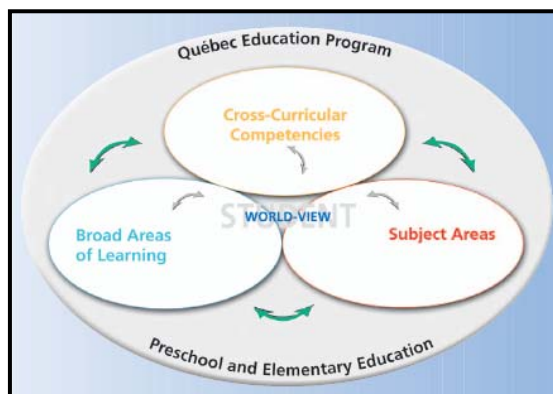 Québec Education Program
Cross-Curricular
Competencies
STUDENT
WORLD-VIEW
Broad Areas
of Learning
Subject Areas
Preschool and Elementary Education